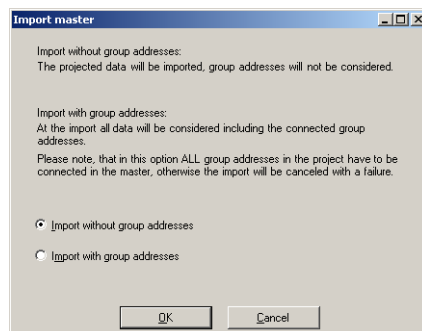 Import master
Import without group addresses:
The projected data will be imported, group addresses will not be considered.
Import with group addresses:
At the import all data will be considered including the connected group
addresses.
Please note, that in this option ALL group addresses in the project have to be
connected in the master, otherwise the import will be canceled with a failure.
Import without group addresses
Import with group addresses
OK
Cancel